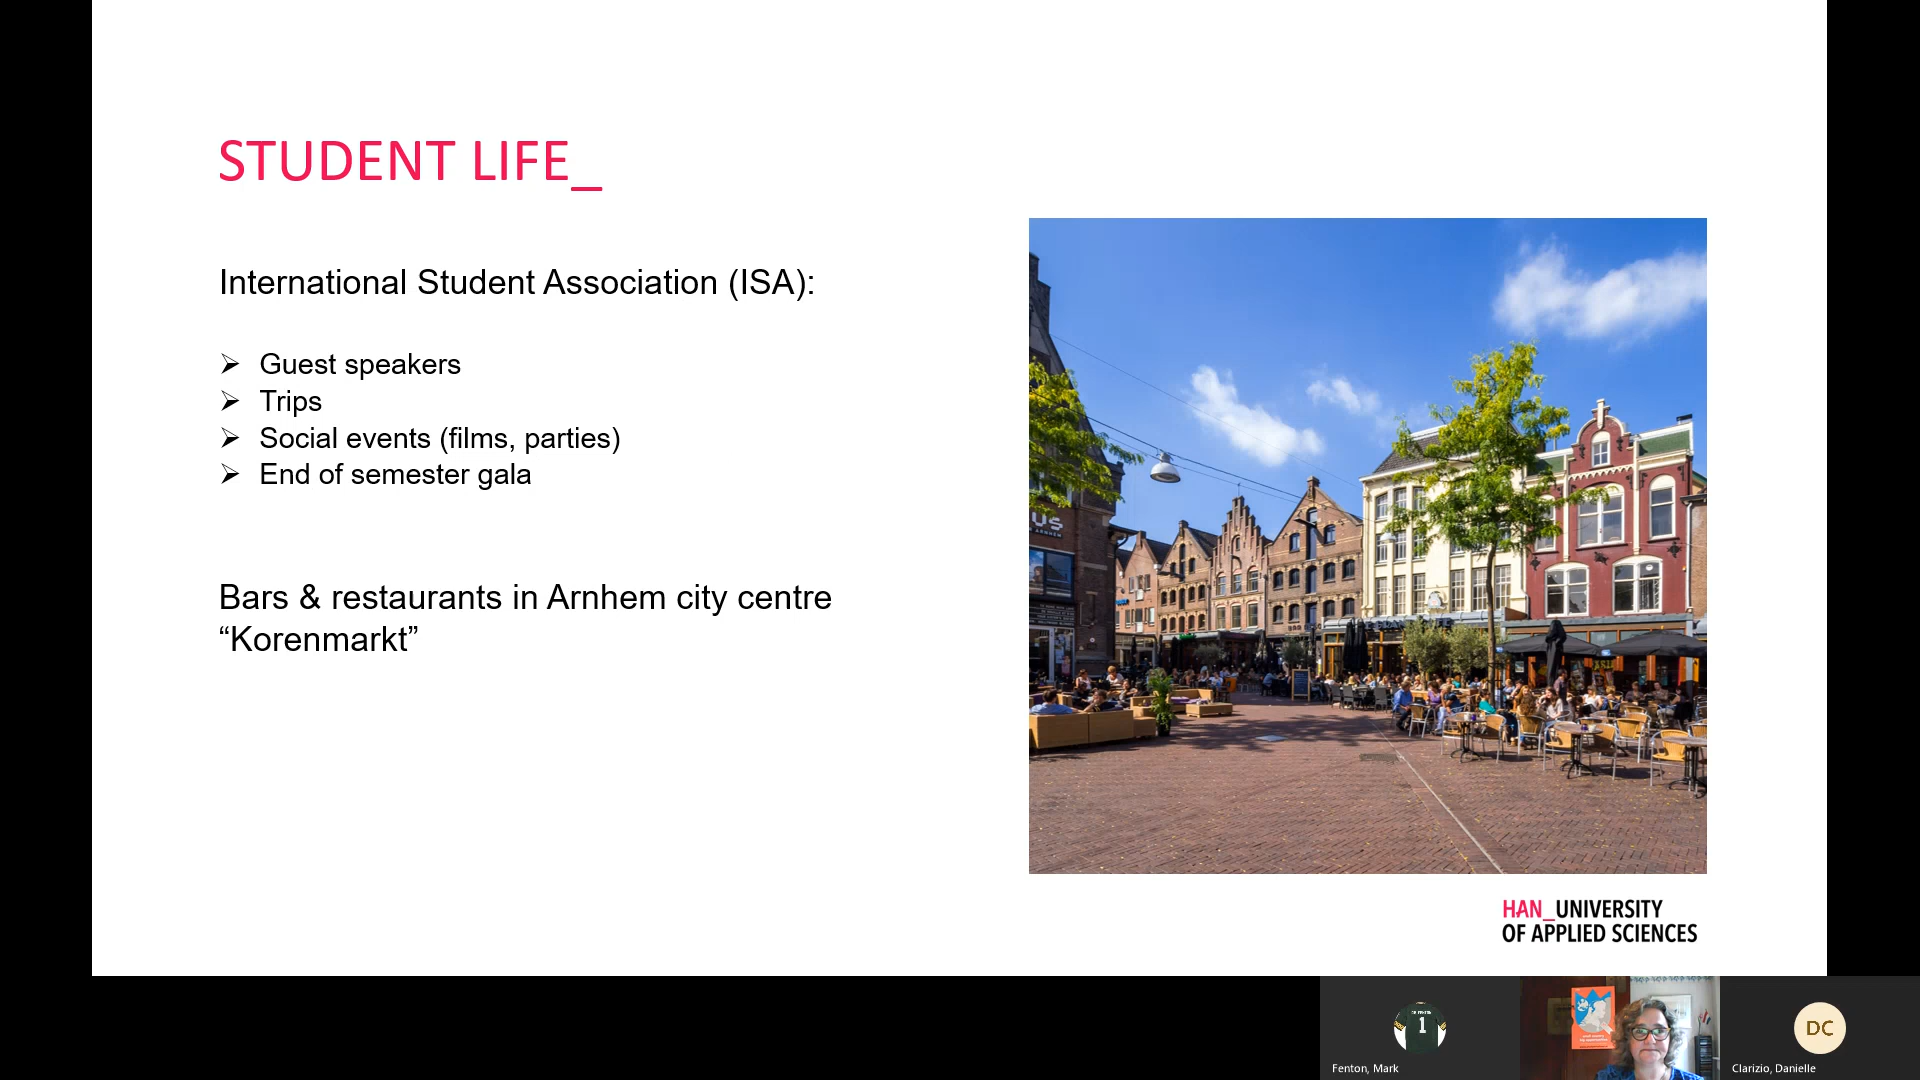 STUDENT LIFE_
International Student Association (ISA):
Guest speakers
Trips
Social events (films, parties)
End of semester gala
Bars & restaurants in Arnhem city centre
“Korenmarkt”
HAN_UNIVERSITY
OF APPLIED SCIENCES
1
DC
Fenton, Mark
Clarizio, Danielle